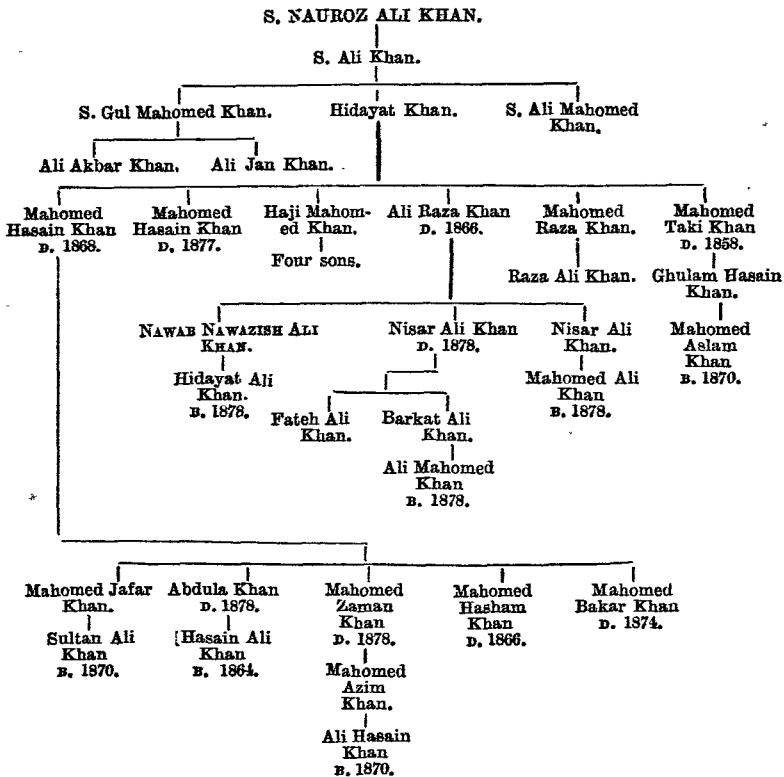 S. NAUROZ ALI KHAN.
S. Ali Khan.
S. Gul Mahomed Khan.
Hidayat Khan.
S. Ali Mahomed
Khan.
Ali Akbar Khan.
Ali Jan Khan.
Mahomed
Hasain Khan
D. 1868.
Mahomed
Hasain Khan
D. 1877.
Haji Mahom-
ed Khan.
Four sons.
Ali Raza Khan
D. 1866.
Mahomed
Raza Khan.
Raza Ali Khan.
Mahomed
Taki Khan
D. 1858.
Ghulam Hasain
Khan.
Mahomed
Aslam
Khan
B. 1870.
NAWAB NAWAZISH ALI
KHAN.
Hidayat Ali
Khan.
B. 1878.
Nisar Ali Khan
D. 1878.
Fateh Ali
Khan.
Barkat Ali
Khan.
Ali Mahomed
Khan
B. 1878.
Nisar Ali
Khan.
Mahomed Ali
Khan
B. 1878.
Mahomed Jafar
Khan.
Sultan Ali
Khan
B. 1870.
Abdula Khan
D. 1878.
[Hasain Ali
Khan
B. 1864.
Mahomed
Zaman
Khan
D. 1878.
Mahomed
Azim
Khan.
Ali Hasain
Khan
B. 1870.
Mahomed
Hasham
Khan
D. 1866.
Mahomed
Bakar Khan
D. 1874.